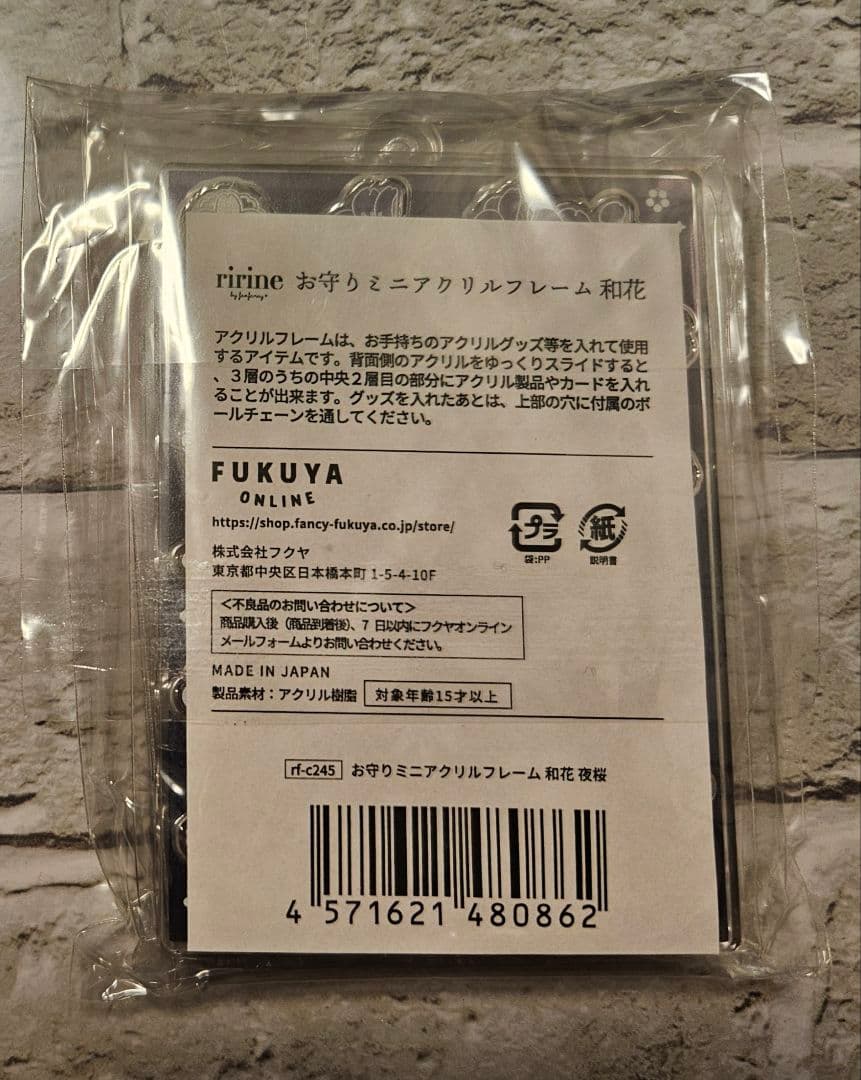 ririne お守りミニアクリルフレーム 和花
アクリルフレームは、お手持ちのアクリルグッズ等を入れて使用
するアイテムです。背面側のアクリルをゆっくりスライドすると
、３層のうちの中央２層目の部分にアクリル製品やカードを入れ
ることが出来ます。グッズを入れたあとは、上部の穴に付属のボ
ールチェーンを通してください。
FUKUYA
ONLINE
https://shop.fancy-fukuya.co.jp/store/
株式会社フクヤ
東京都中央区日本橋本町 1-5-4-10F
プラ
袋:PP
紙
説明書
＜不良品のお問い合わせについて＞
商品購入後（商品到着後）、7 日以内にフクヤオンライン
メールフォームよりお問い合わせください。
MADE IN JAPAN
製品素材：アクリル樹脂 対象年齢15才以上
rf-c245 お守りミニアクリルフレーム 和花 夜桜
4 571621 480862